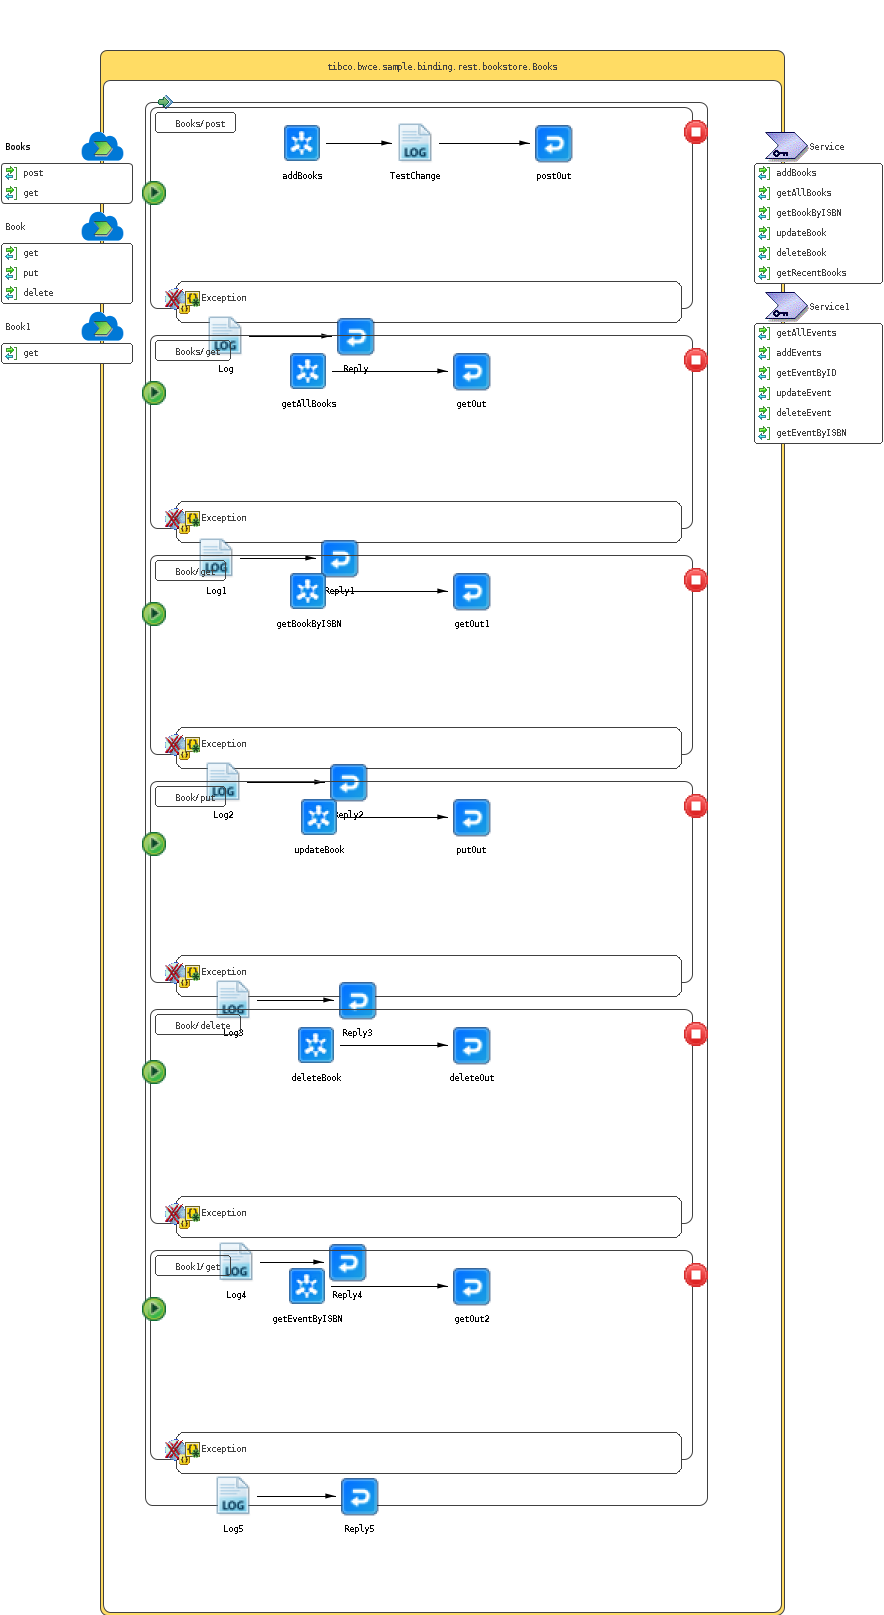 tibco.bwce.sample.binding.rest.bookstore.Books
Books
post
get
Book
get
put
delete
Book1
get
Books/post
addBooks
LOG
TestChange
postOut
Exception
LOG
Log
Reply
Books/get
getAllBooks
getOut
Exception
LOG
Log1
Reply1
Book/get
getBookByISBN
getOut1
Exception
LOG
Log2
Reply2
Book/put
updateBook
putOut
Exception
LOG
Log3
Reply3
Book/delete
deleteBook
deleteOut
Exception
LOG
Log4
Reply4
Book1/get
getEventByISBN
getOut2
Exception
LOG
Log5
Reply5
Service
addBooks
getAllBooks
getBookByISBN
updateBook
deleteBook
getRecentBooks
Service1
getAllEvents
addEvents
getEventByID
updateEvent
deleteEvent
getEventByISBN